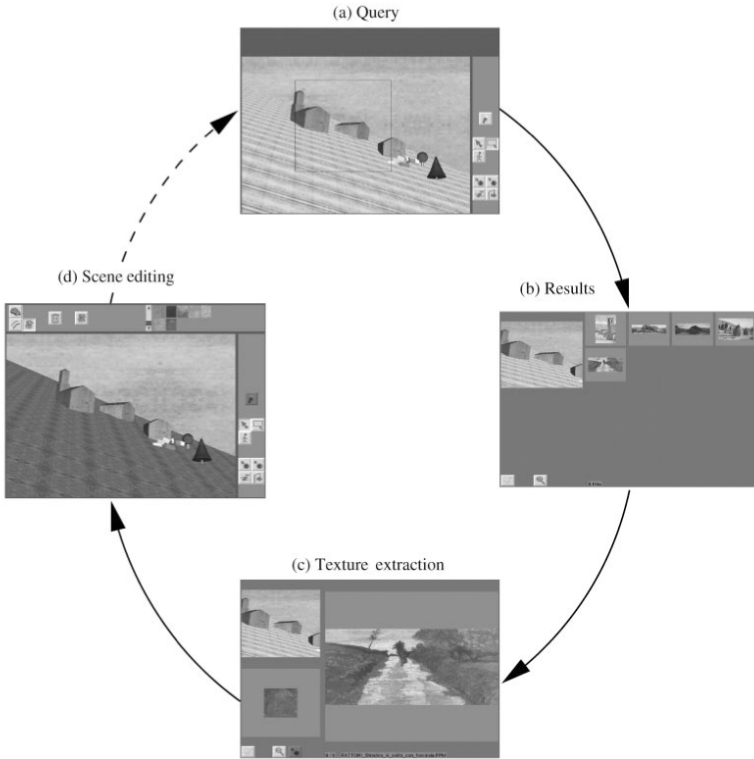 (a) Query
(d) Scene editing
(b) Results
(c) Texture extraction